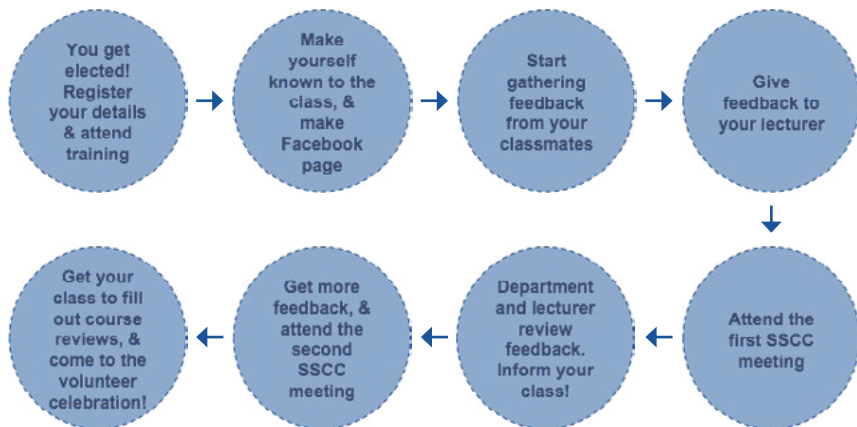 You get
elected!
Register
your details
& attend
training
Make
yourself
known to the
class, &
make
Facebook
page
Start
gathering
feedback
from your
classmates
Give
feedback to
your lecturer
Attend the
first SSCC
meeting
Department
and lecturer
review
feedback.
Inform your
class!
Get more
feedback, &
attend the
second
SSCC
meeting
Get your
class to fill
out course
reviews, &
come to the
volunteer
celebration!